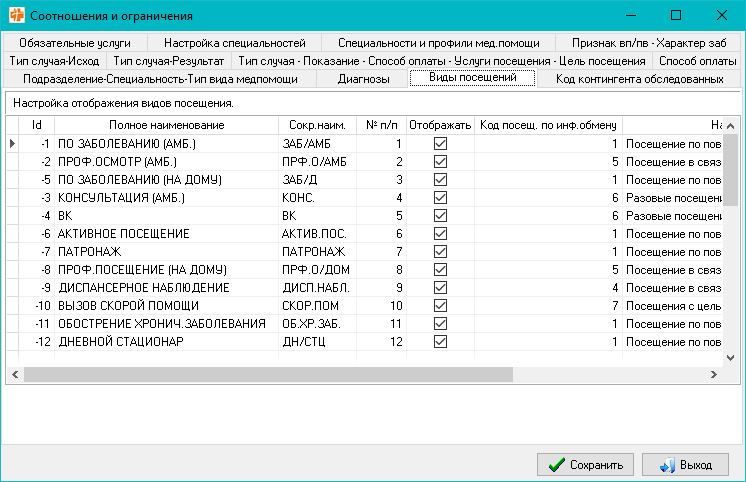 Соотношения и ограничения
Обязательные услуги Настройка специальностей Специальности и профили мед.помощи Признак вп/пв - Характер заб
Тип случая-Исход Тип случая-Результат Тип случая - Показание - Способ оплаты - Услуги посещения - Цель посещения Способ оплаты
Подразделение-Специальность-Тип вида медпомощи Диагнозы Виды посещений Код контингента обследованных
Настройка отображения видов посещения.
Id Полное наименование Сокр.наим. № п/п Отображать Код посещ. по инф.обмену На
-1 ПО ЗАБОЛЕВАНИЮ (АМБ.) ЗАБ/АМБ 1 1 Посещение по пов
-2 ПРОФ.ОСМОТР (АМБ.) ПРФ.О/АМБ 2 5 Посещение в связ
-5 ПО ЗАБОЛЕВАНИЮ (НА ДОМУ) ЗАБ/Д 3 1 Посещение по пов
-3 КОНСУЛЬТАЦИЯ (АМБ.) КОНС. 4 6 Разовые посещени
-4 ВК ВК 5 6 Разовые посещени
-6 АКТИВНОЕ ПОСЕЩЕНИЕ АКТИВ.ПОС. 6 1 Посещение по пов
-7 ПАТРОНАЖ ПАТРОНАЖ 7 1 Посещение по пов
-8 ПРОФ.ПОСЕЩЕНИЕ (НА ДОМУ) ПРФ.О/ДОМ 8 5 Посещение в связ
-9 ДИСПАНСЕРНОЕ НАБЛЮДЕНИЕ ДИСП.НАБЛ. 9 4 Посещение в связ
-10 ВЫЗОВ СКОРОЙ ПОМОЩИ СКОР.ПОМ 10 7 Посещения с цель
-11 ОБОСТРЕНИЕ ХРОНИЧ.ЗАБОЛЕВАНИЯ ОБ.ХР.ЗАБ. 11 1 Посещение по пов
-12 ДНЕВНОЙ СТАЦИОНАР ДН/СТЦ 12 1 Посещение по пов
Сохранить Выход